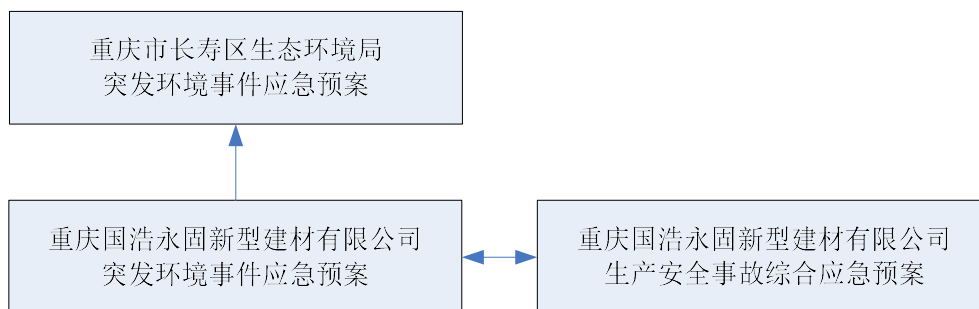 重庆市长寿区生态环境局
突发环境事件应急预案
重庆国浩永固新型建材有限公司
突发环境事件应急预案
重庆国浩永固新型建材有限公司
生产安全事故综合应急预案